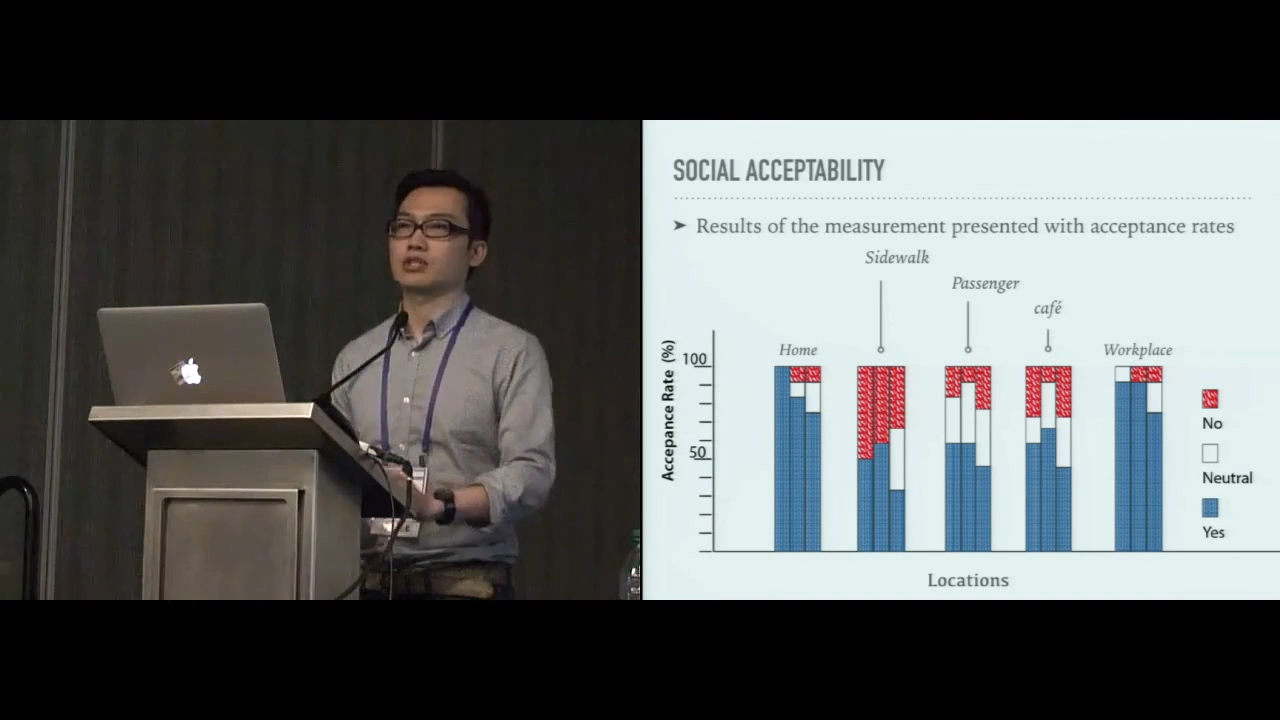 SOCIAL ACCEPTABILITY
➤ Results of the measurement presented with acceptance rates
Sidewalk
Passenger
café
Home
Workplace
Accepance Rate (%)
100
50
No
Neutral
Yes
Locations